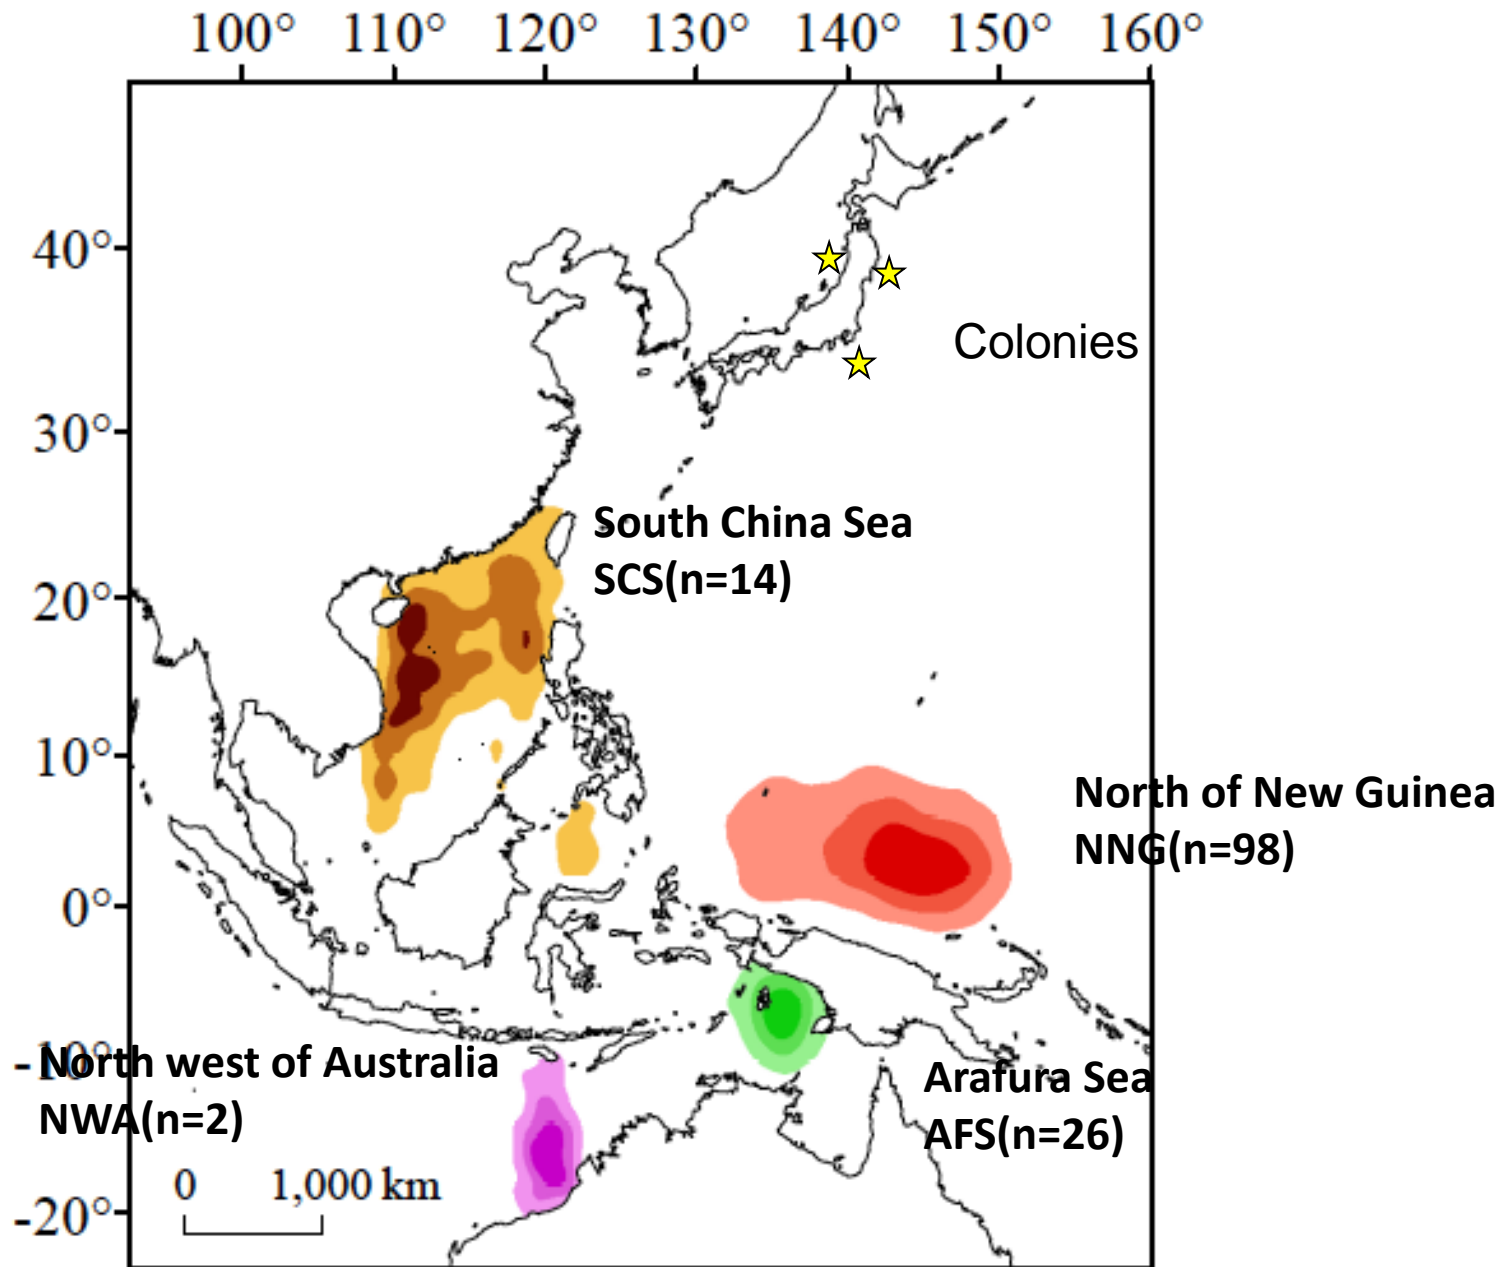 100° 110° 120° 130° 140° 150° 160°
40°
Colonies
30°
South China Sea
SCS(n=14)
20°
10°
North of New Guinea
NNG(n=98)
0°
-10°
North west of Australia
NWA(n=2)
Arafura Sea
AFS(n=26)
0 1,000 km
-20°